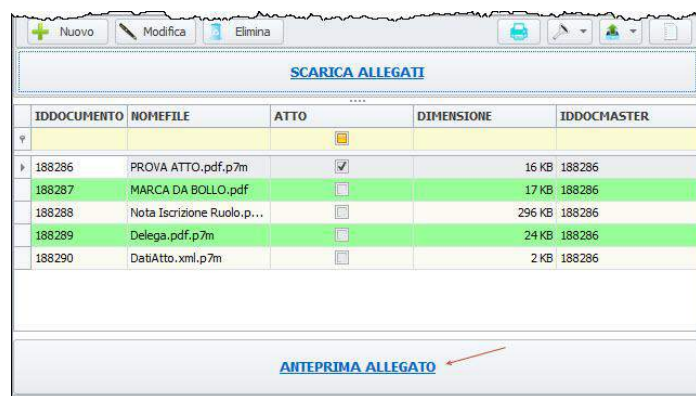 Nuovo Modifica Elimina
SCARICA ALLEGATI
IDDOCUMENTO NOMEFILE ATTO DIMENSIONE IDDOCMASTER
188286 PROVA ATTO.pdf.p7m 16 KB 188286
188287 MARCA DA BOLLO.pdf 17 KB 188286
188288 Nota Iscrizione Ruolo.p... 296 KB 188286
188289 Delega.pdf.p7m 24 KB 188286
188290 DatiAtto.xml.p7m 2 KB 188286
ANTEPRIMA ALLEGATO